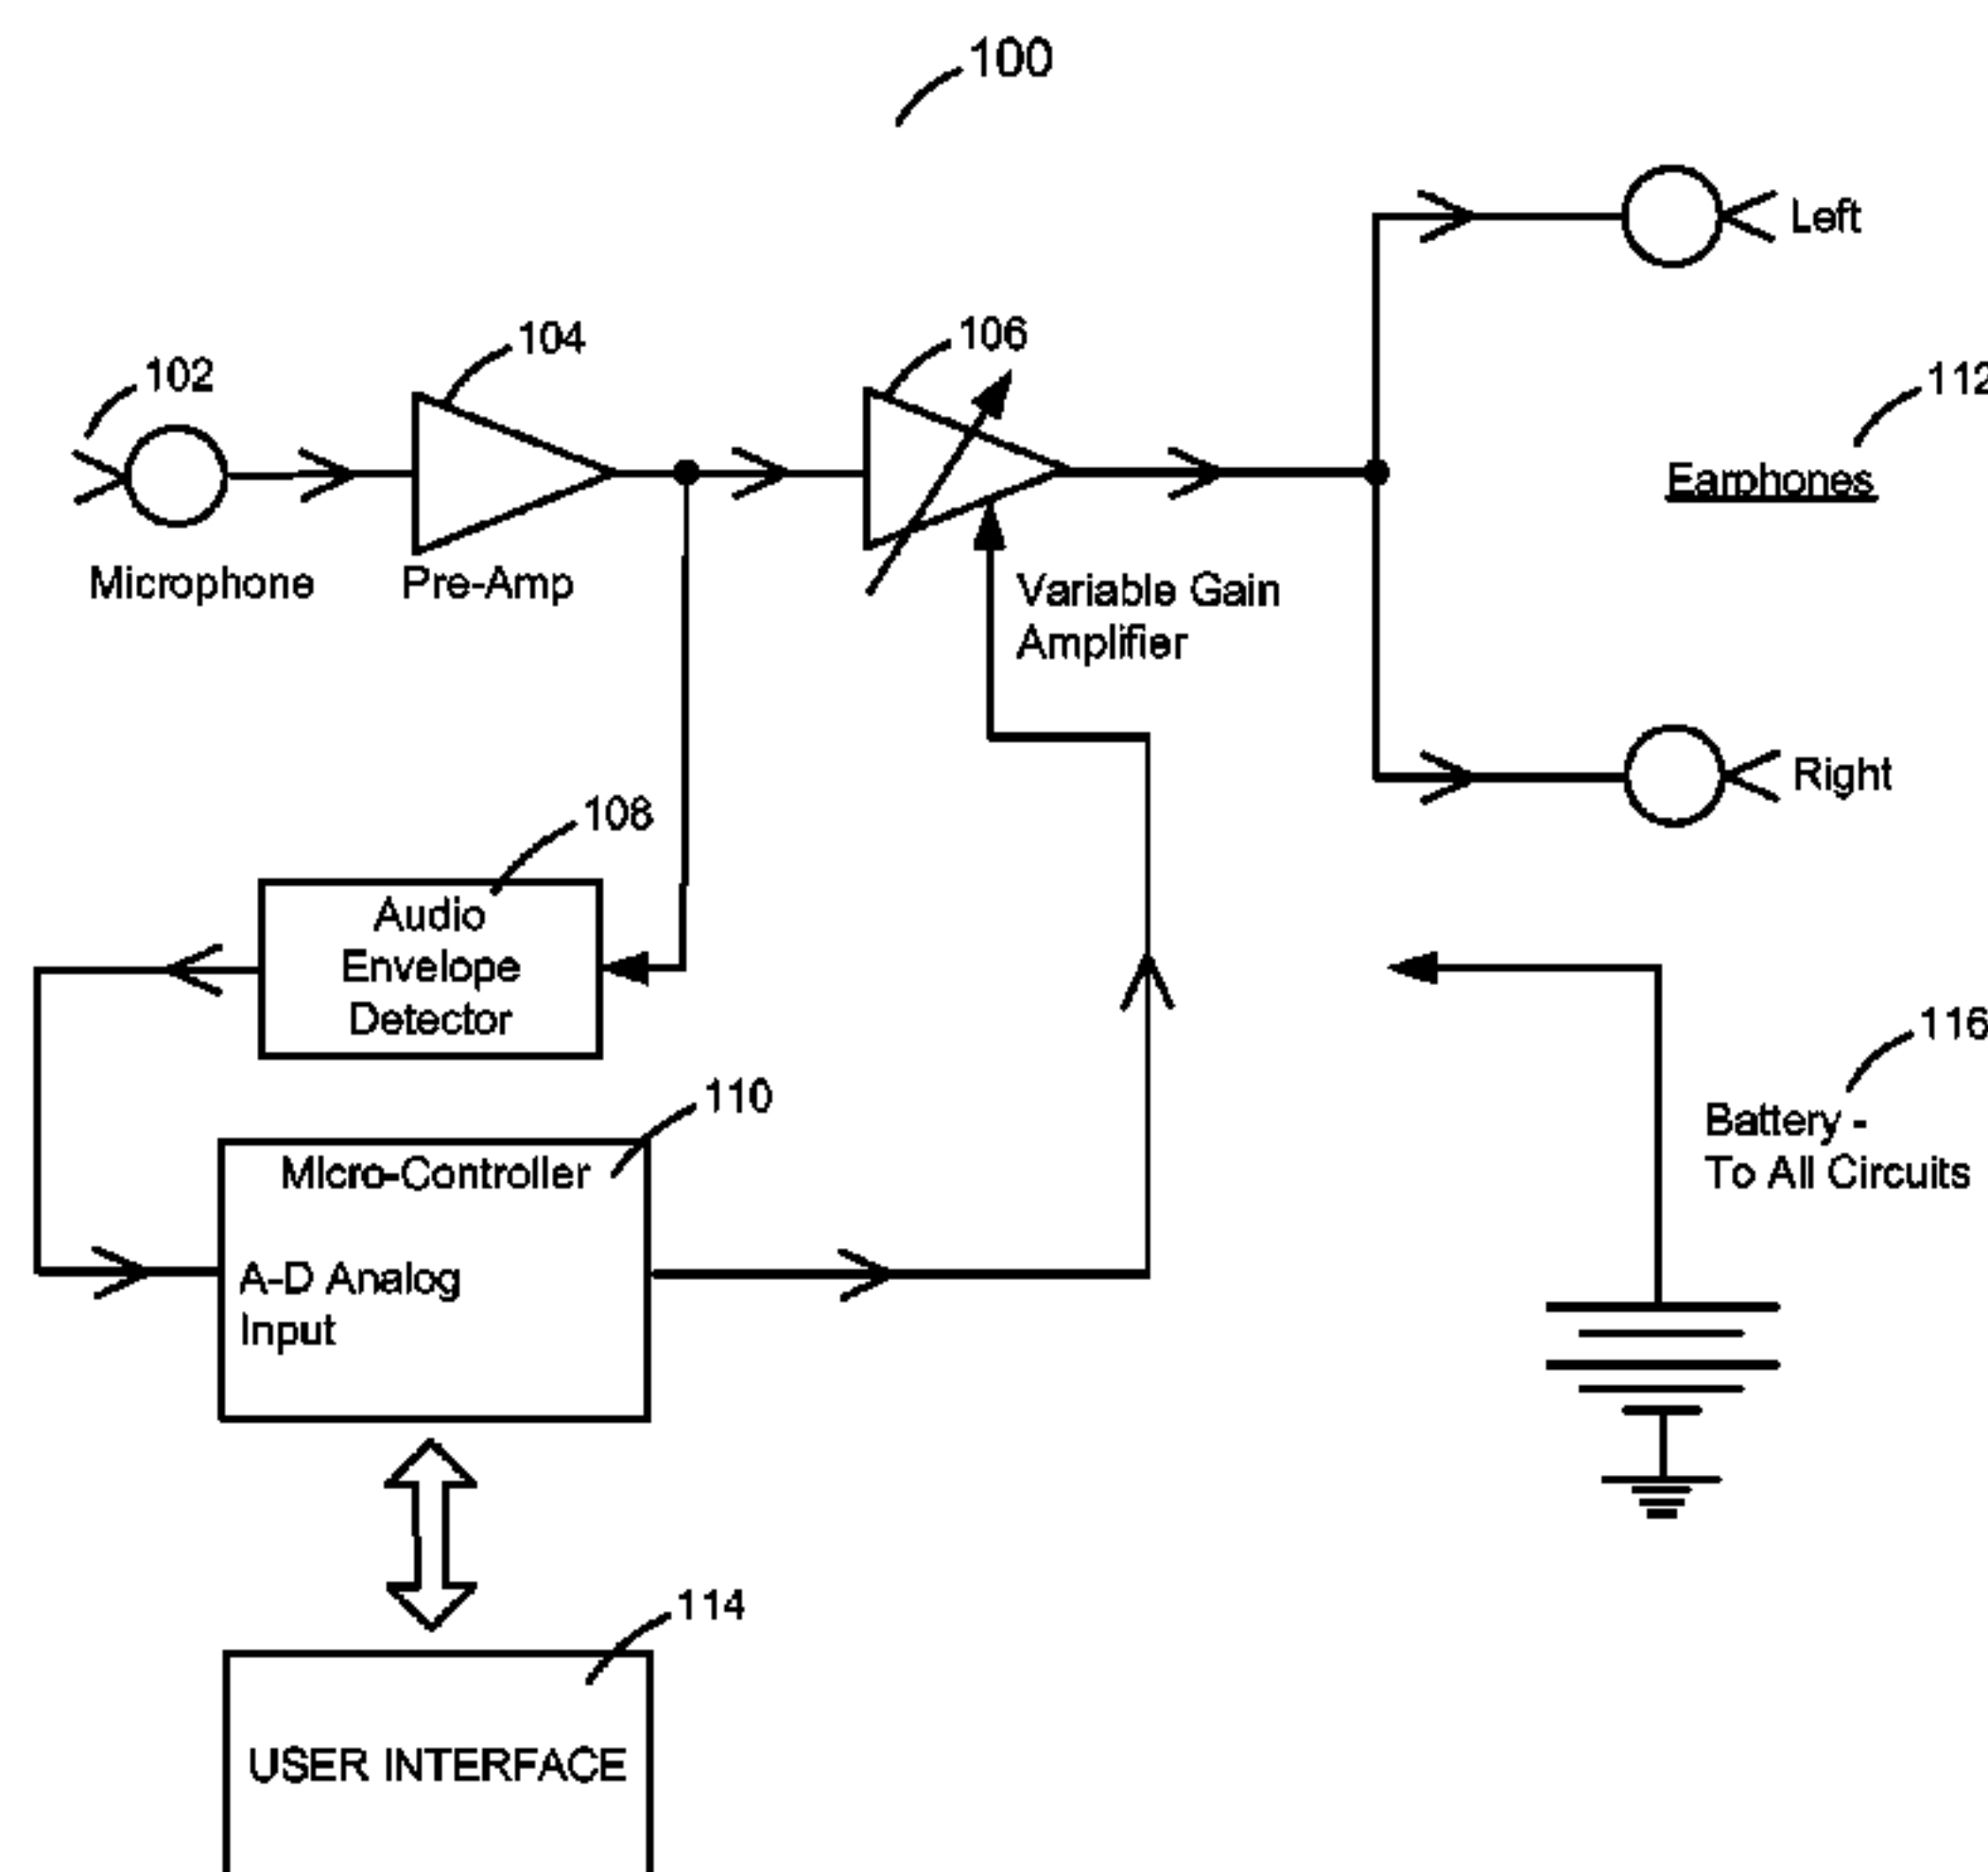 100
104
106
102
Left
112
Earphones
Microphone
Pre-Amp
Variable Gain
Amplifier
Right
108
Audio
Envelope
Detector
116
110
Battery -
To All Circuits
Micro-Controller
A-D Analog
Input
114
USER INTERFACE